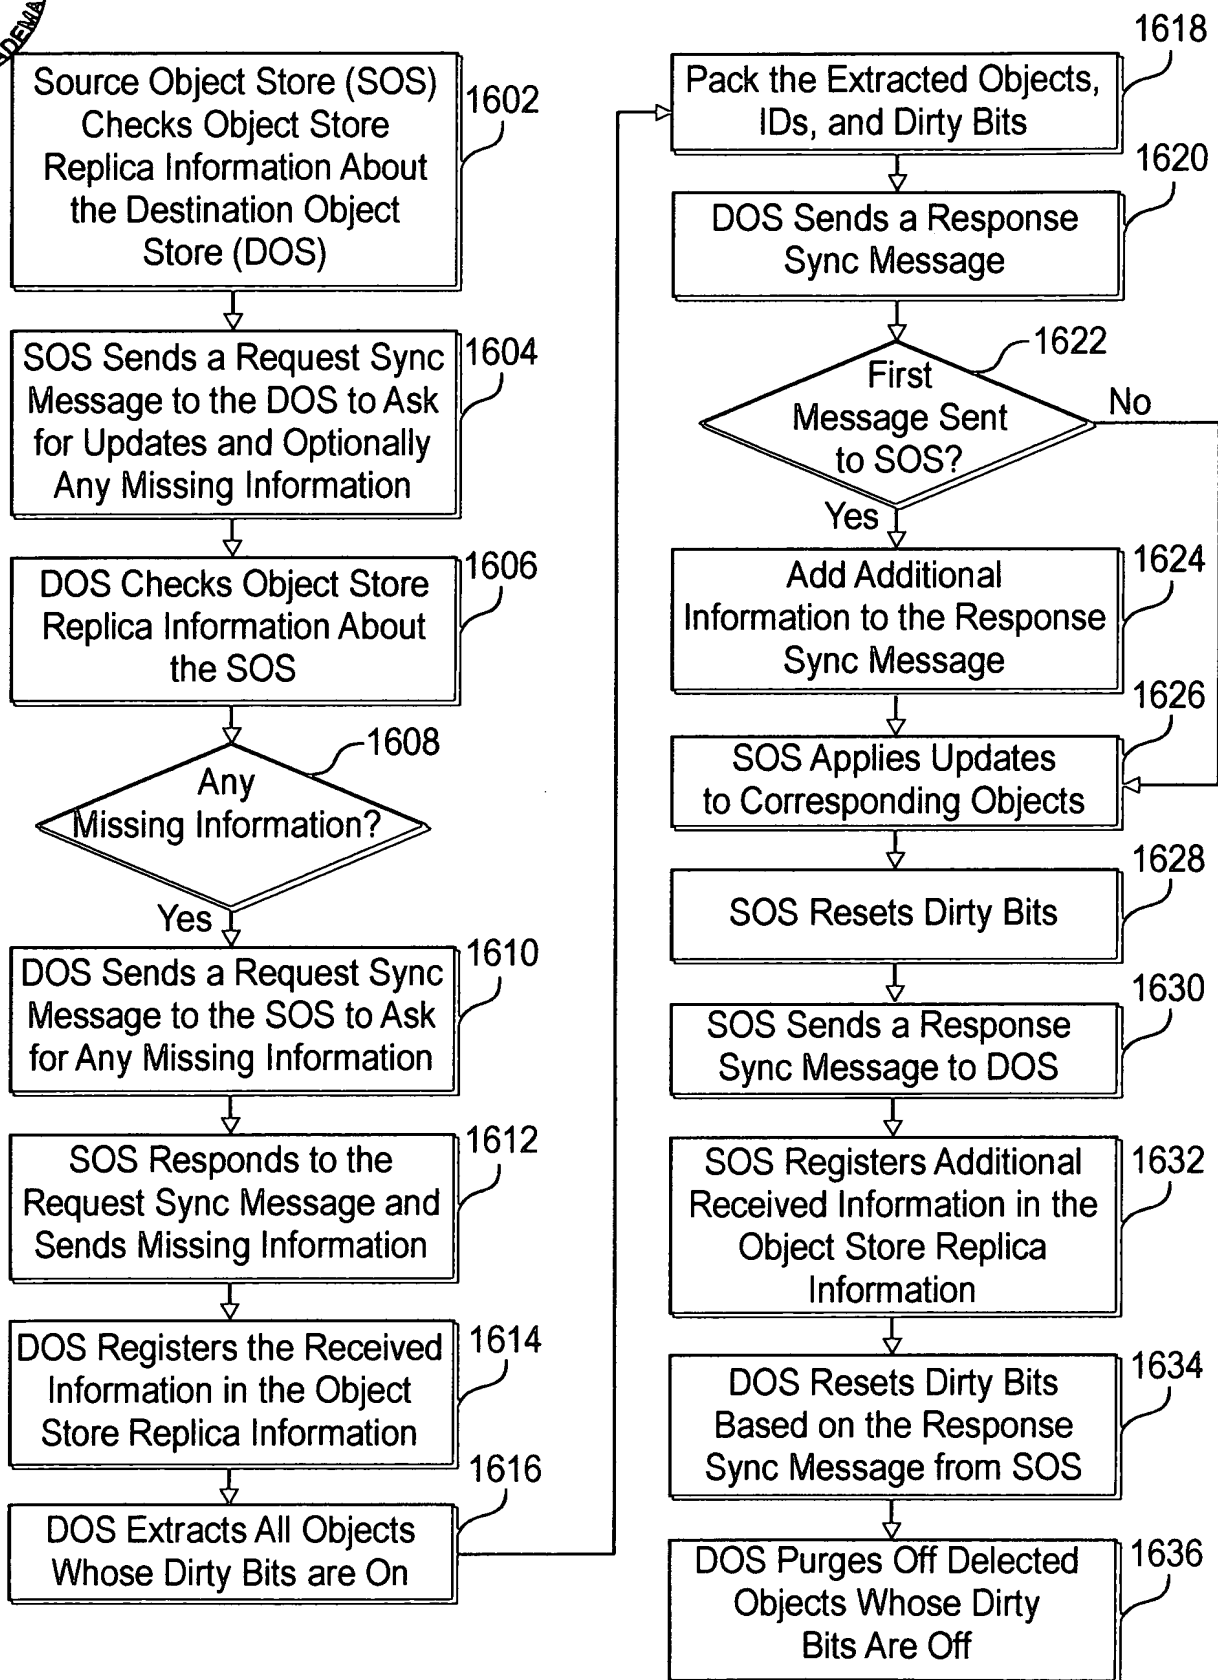 Source Object Store (SOS)
Checks Object Store
Replica Information About
the Destination Object
Store (DOS)
1602
SOS Sends a Request Sync
Message to the DOS to Ask
for Updates and Optionally
Any Missing Information
1604
DOS Checks Object Store
Replica Information About
the SOS
1606
Any
Missing Information?
1608
Yes
DOS Sends a Request Sync
Message to the SOS to Ask
for Any Missing Information
1610
SOS Responds to the
Request Sync Message and
Sends Missing Information
1612
DOS Registers the Received
Information in the Object
Store Replica Information
1614
DOS Extracts All Objects
Whose Dirty Bits are On
1616
Pack the Extracted Objects,
IDs, and Dirty Bits
1618
DOS Sends a Response
Sync Message
1620
First
Message Sent
to SOS?
1622
No
Yes
Add Additional
Information to the Response
Sync Message
1624
SOS Applies Updates
to Corresponding Objects
1626
SOS Resets Dirty Bits
1628
SOS Sends a Response
Sync Message to DOS
1630
SOS Registers Additional
Received Information in the
Object Store Replica
Information
1632
DOS Resets Dirty Bits
Based on the Response
Sync Message from SOS
1634
DOS Purges Off Delected
Objects Whose Dirty
Bits Are Off
1636